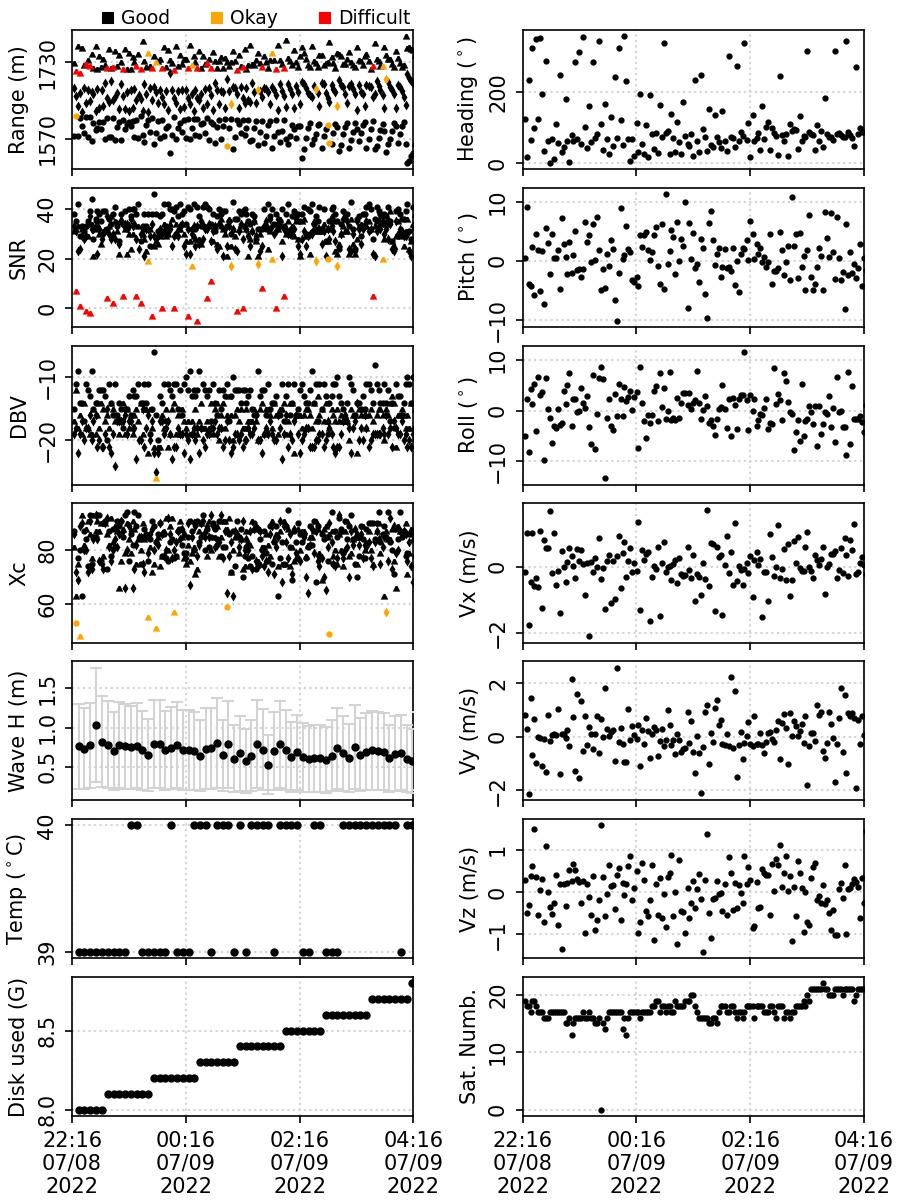 Good Okay Difficult
Range (m)
1730
1570
Heading (°)
200
0
SNR
40
20
0
Pitch (°)
10
0
−10
DBV
−10
−20
Roll (°)
10
0
−10
Xc
80
60
Vx (m/s)
0
−2
Wave H (m)
1.5
1.0
0.5
Vy (m/s)
2
0
−2
Temp (°C)
40
39
Vz (m/s)
1
0
−1
Disk used (G)
8.5
8.0
Sat. Numb.
20
10
0
22:16 00:16 02:16 04:16 22:16 00:16 02:16 04:16
07/08 07/09 07/09 07/09 07/08 07/09 07/09 07/09
2022 2022 2022 2022 2022 2022 2022 2022